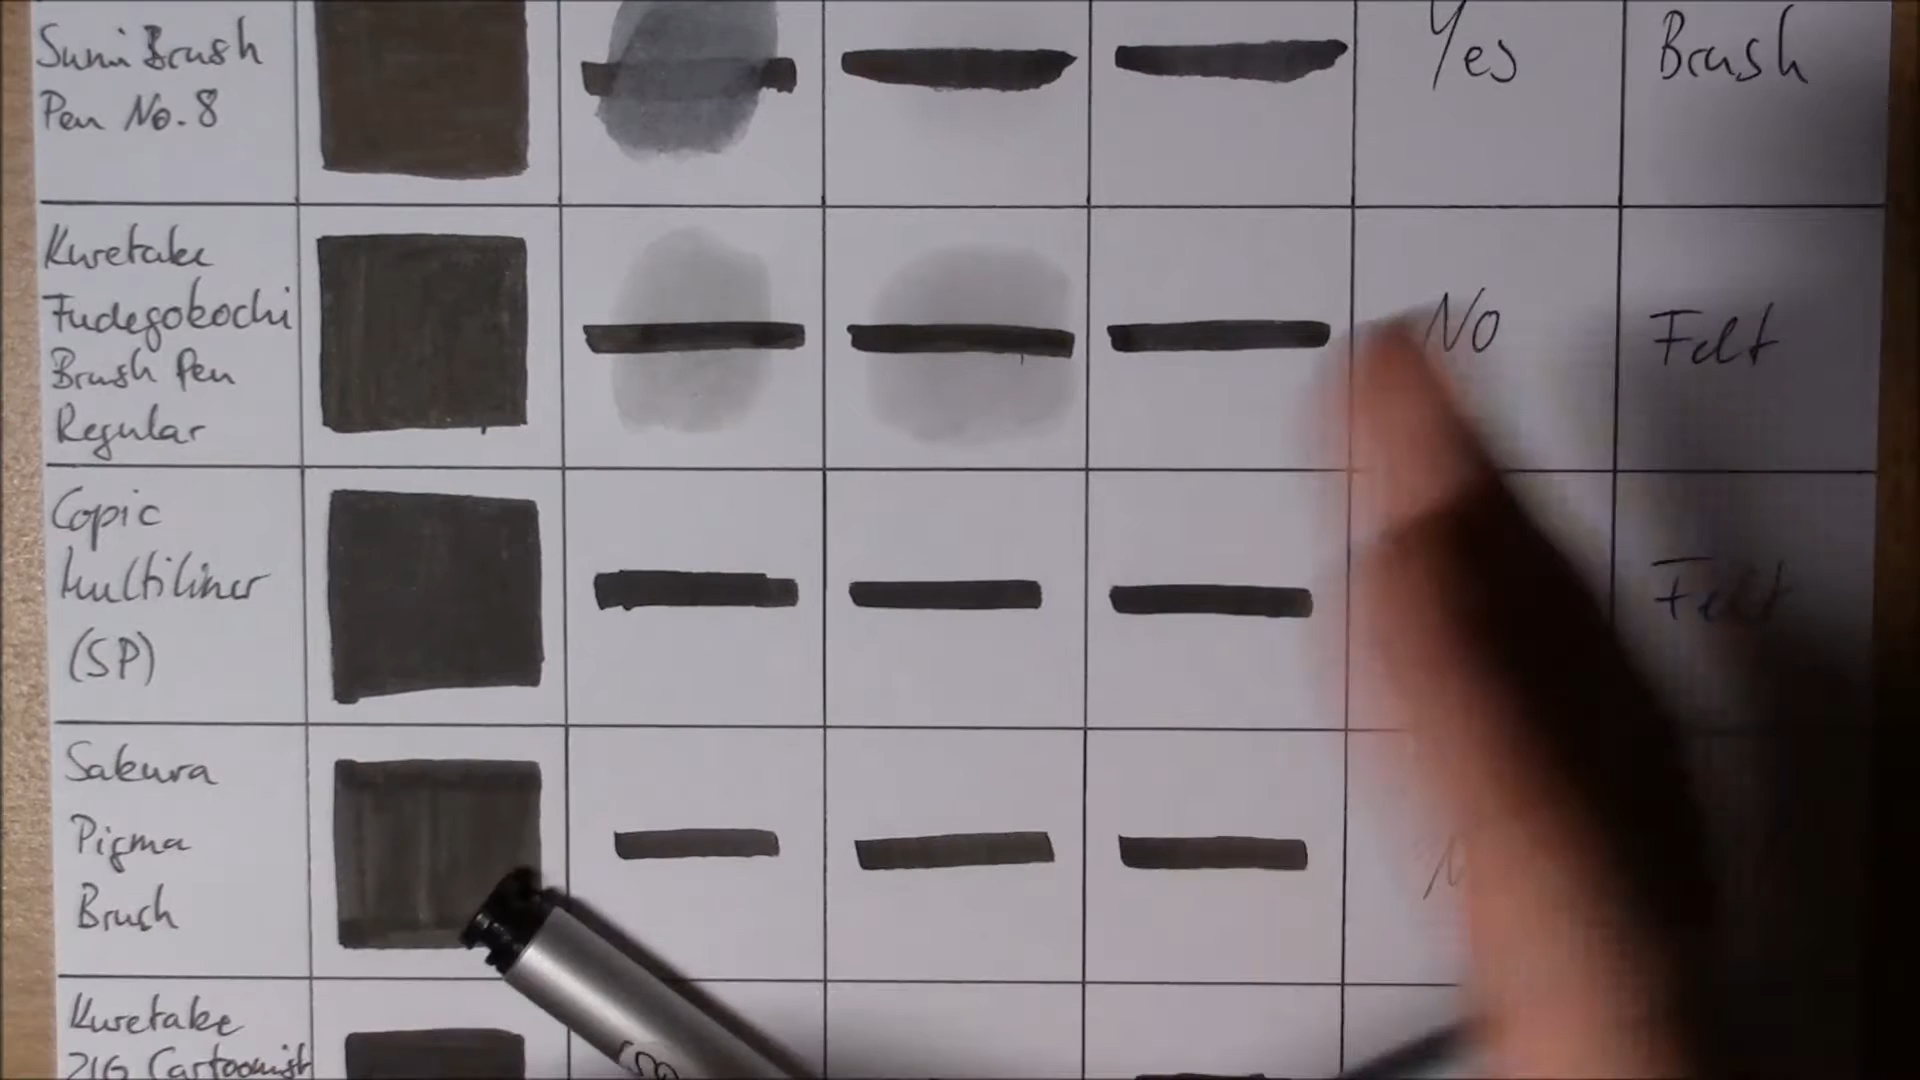 Sumi Brush
Pen No. 8
Yes
Brush
Kuretake
Fudegokochi
Brush Pen
Regular
No
Felt
Copic
Multiliner
(SP)
Felt
Sakura
Pigma
Brush
Kuretake
ZIG Cartoonist